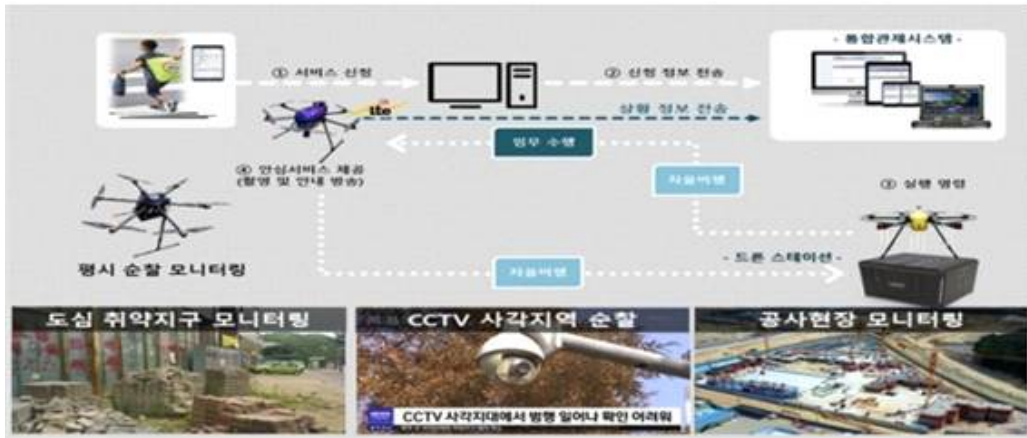 - 통합관제시스템 -
① 서비스 신청
② 신청 정보 전송
lte
상황 정보 전송
임무 수행
④ 안심서비스 제공
(촬영 및 안내 방송)
자율비행
③ 실행 명령
평시 순찰 모니터링
- 드론 스테이션 -
자율비행
도심 취약지구 모니터링
CCTV 사각지역 순찰
공사현장 모니터링
CCTV 사각지대에서 범행 일어나 확인 어려워